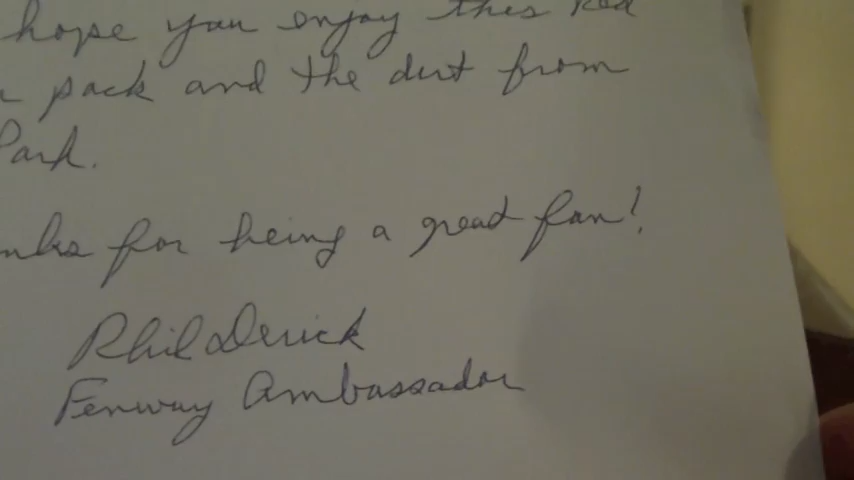 hope you enjoy this Red
pack and the dirt from
Park.
for being a great fan!
Phil Derick
Fenway Ambassador